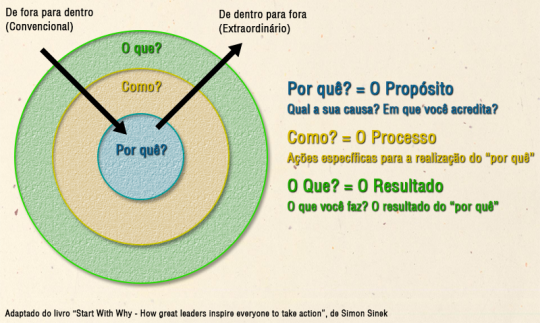 De fora para dentro
(Convencional)
De dentro para fora
(Extraordinário)
O que?
Como?
Por quê?
Por quê? = O Propósito
Qual a sua causa? Em que você acredita?
Como? = O Processo
Ações específicas para a realização do "por quê"
O Que? = O Resultado
O que você faz? O resultado do "por quê"
Adaptado do livro "Start With Why - How great leaders inspire everyone to take action", de Simon Sinek